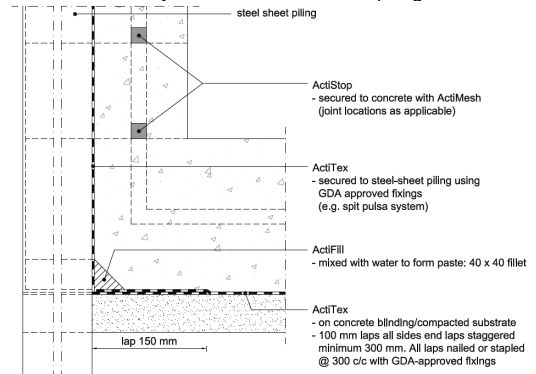 steel sheet piling
ActiStop
- secured to concrete with ActiMesh
(joint locations as applicable)
ActiTex
- secured to steel-sheet piling using
GDA approved fixings
(e.g. spit pulsa system)
ActiFill
- mixed with water to form paste: 40 x 40 fillet
ActiTex
- on concrete blinding/compacted substrate
- 100 mm laps all sides end laps staggered
minimum 300 mm. All laps nailed or stapled
@ 300 c/c with GDA-approved fixings
lap 150 mm